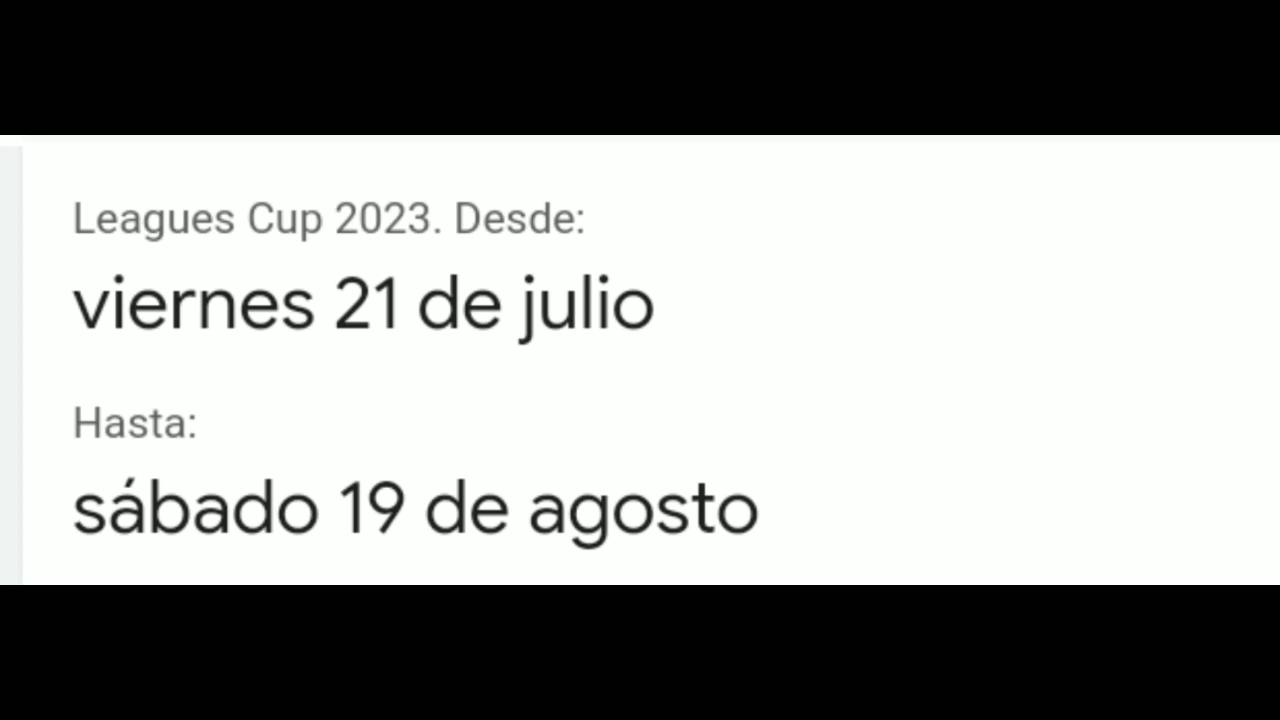 Leagues Cup 2023. Desde:
viernes 21 de julio
Hasta:
sábado 19 de agosto